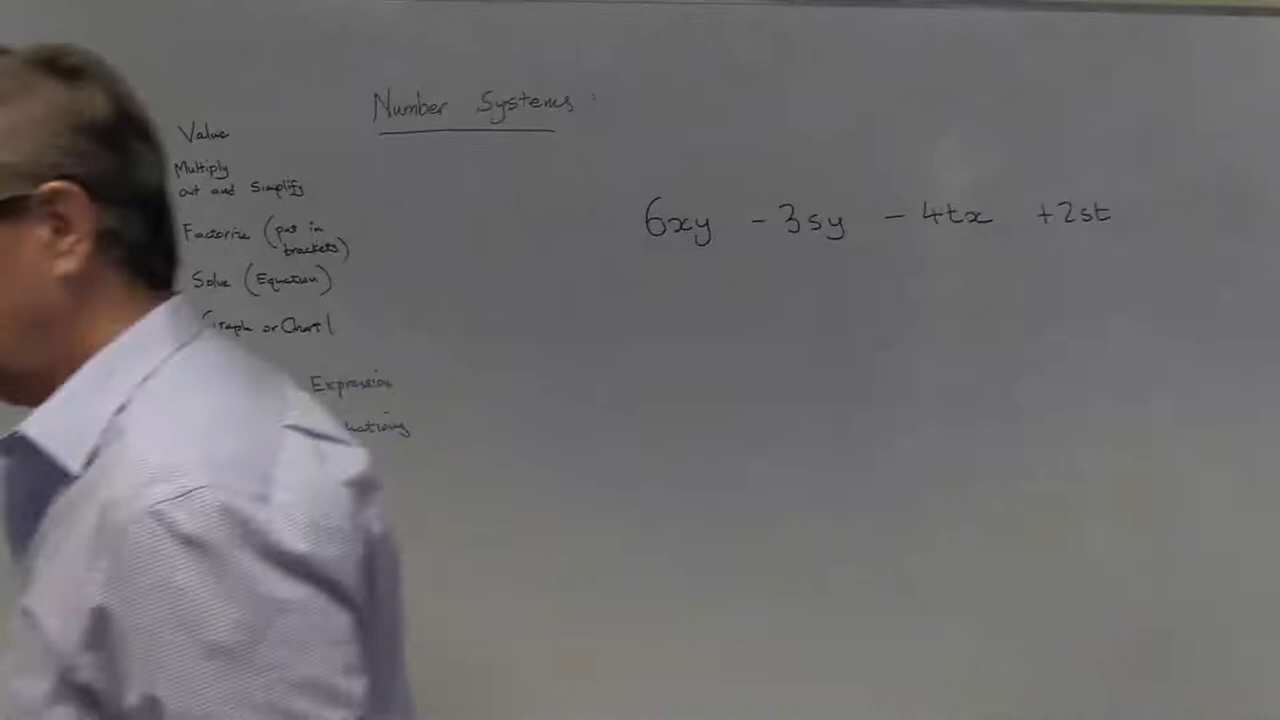 Number Systems:
Value
Multiply
out and Simplify
Factorise (put in
brackets)
Solve (Equation)
Graph or Chart
Expression
6xy - 3sy - 4tx + 2st